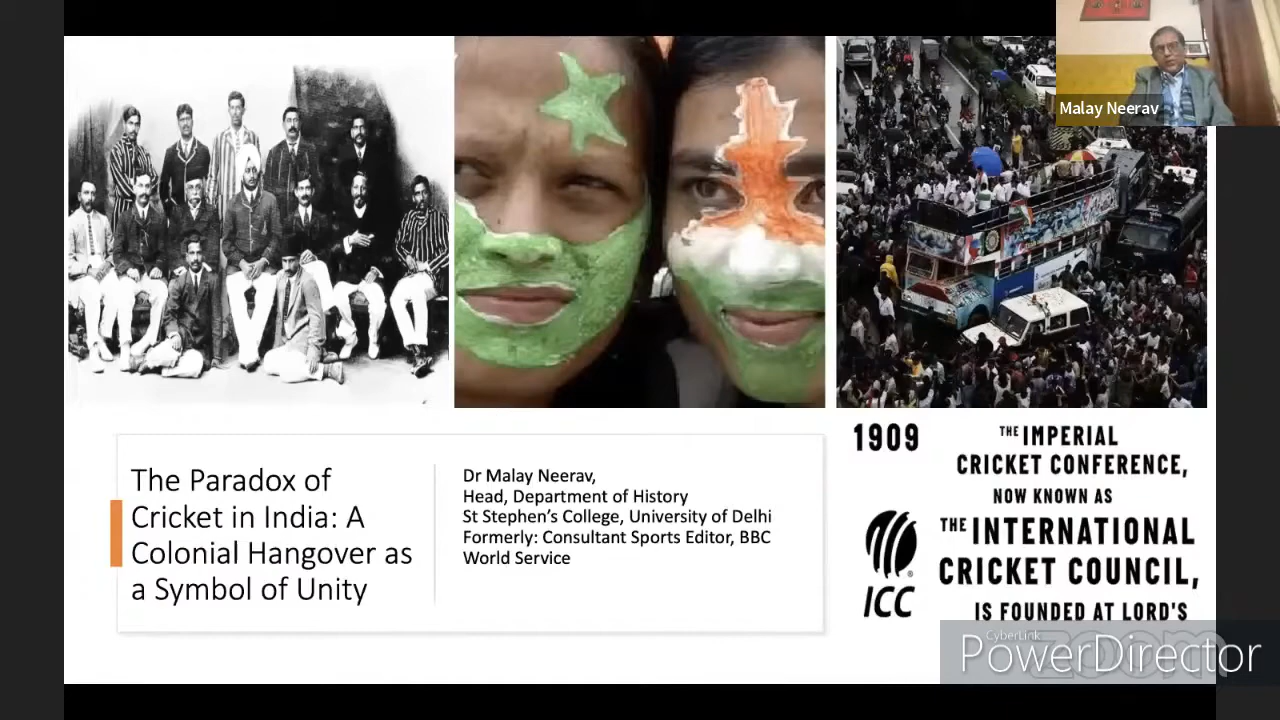 Malay Neerav
The Paradox of
Cricket in India: A
Colonial Hangover as
a Symbol of Unity
Dr Malay Neerav,
Head, Department of History
St Stephen's College, University of Delhi
Formerly: Consultant Sports Editor, BBC
World Service
1909
THE IMPERIAL
CRICKET CONFERENCE,
NOW KNOWN AS
THE INTERNATIONAL
CRICKET COUNCIL,
IS FOUNDED AT LORD'S
ICC
zoom
CyberLink
PowerDirector